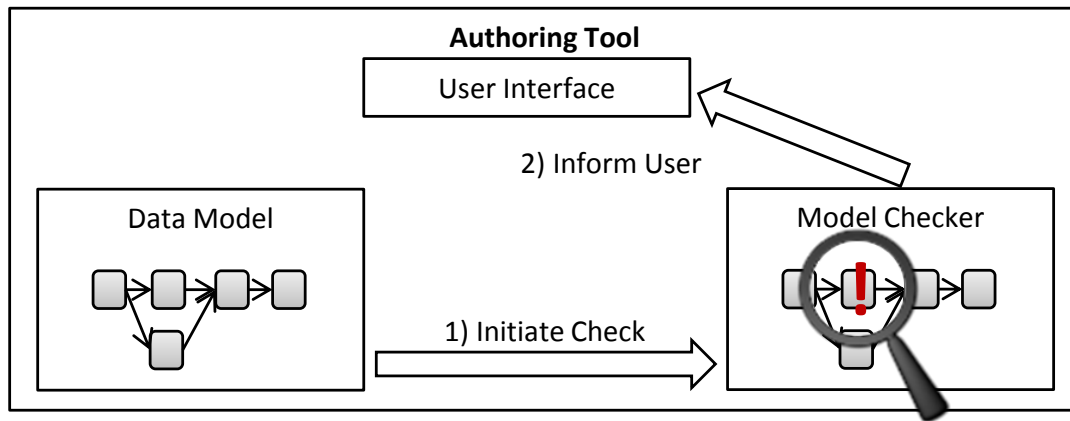 Authoring Tool
User Interface
2) Inform User
Data Model
Model Checker
!
1) Initiate Check